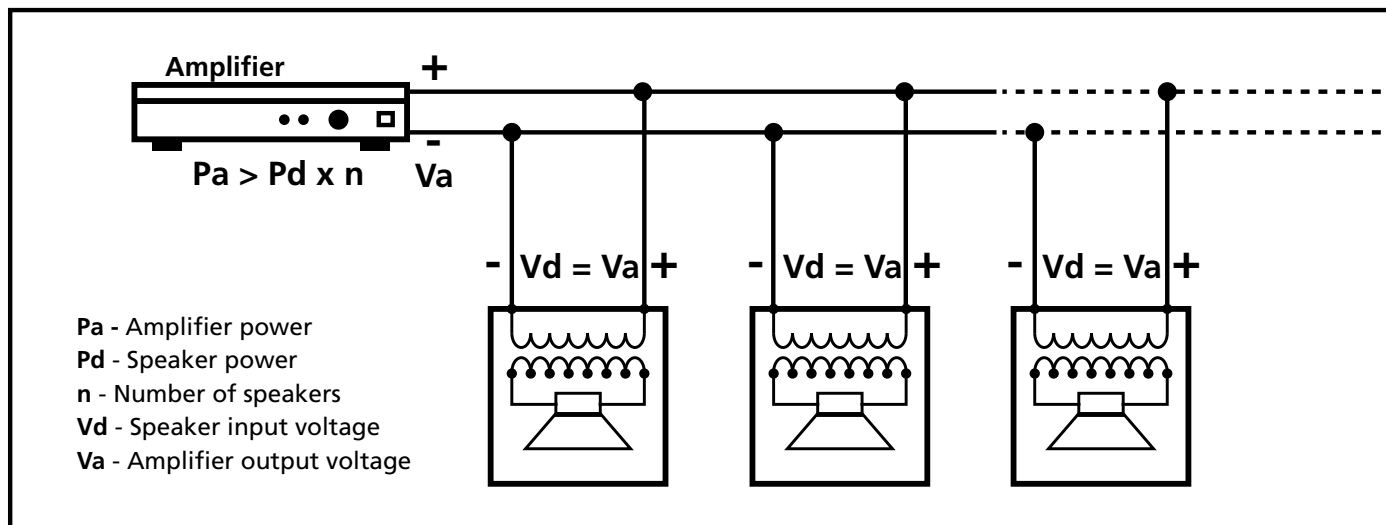 Amplifier
+
-
Pa > Pd x n
Va
- Vd = Va +
- Vd = Va +
- Vd = Va +
Pa - Amplifier power
Pd - Speaker power
n - Number of speakers
Vd - Speaker input voltage
Va - Amplifier output voltage